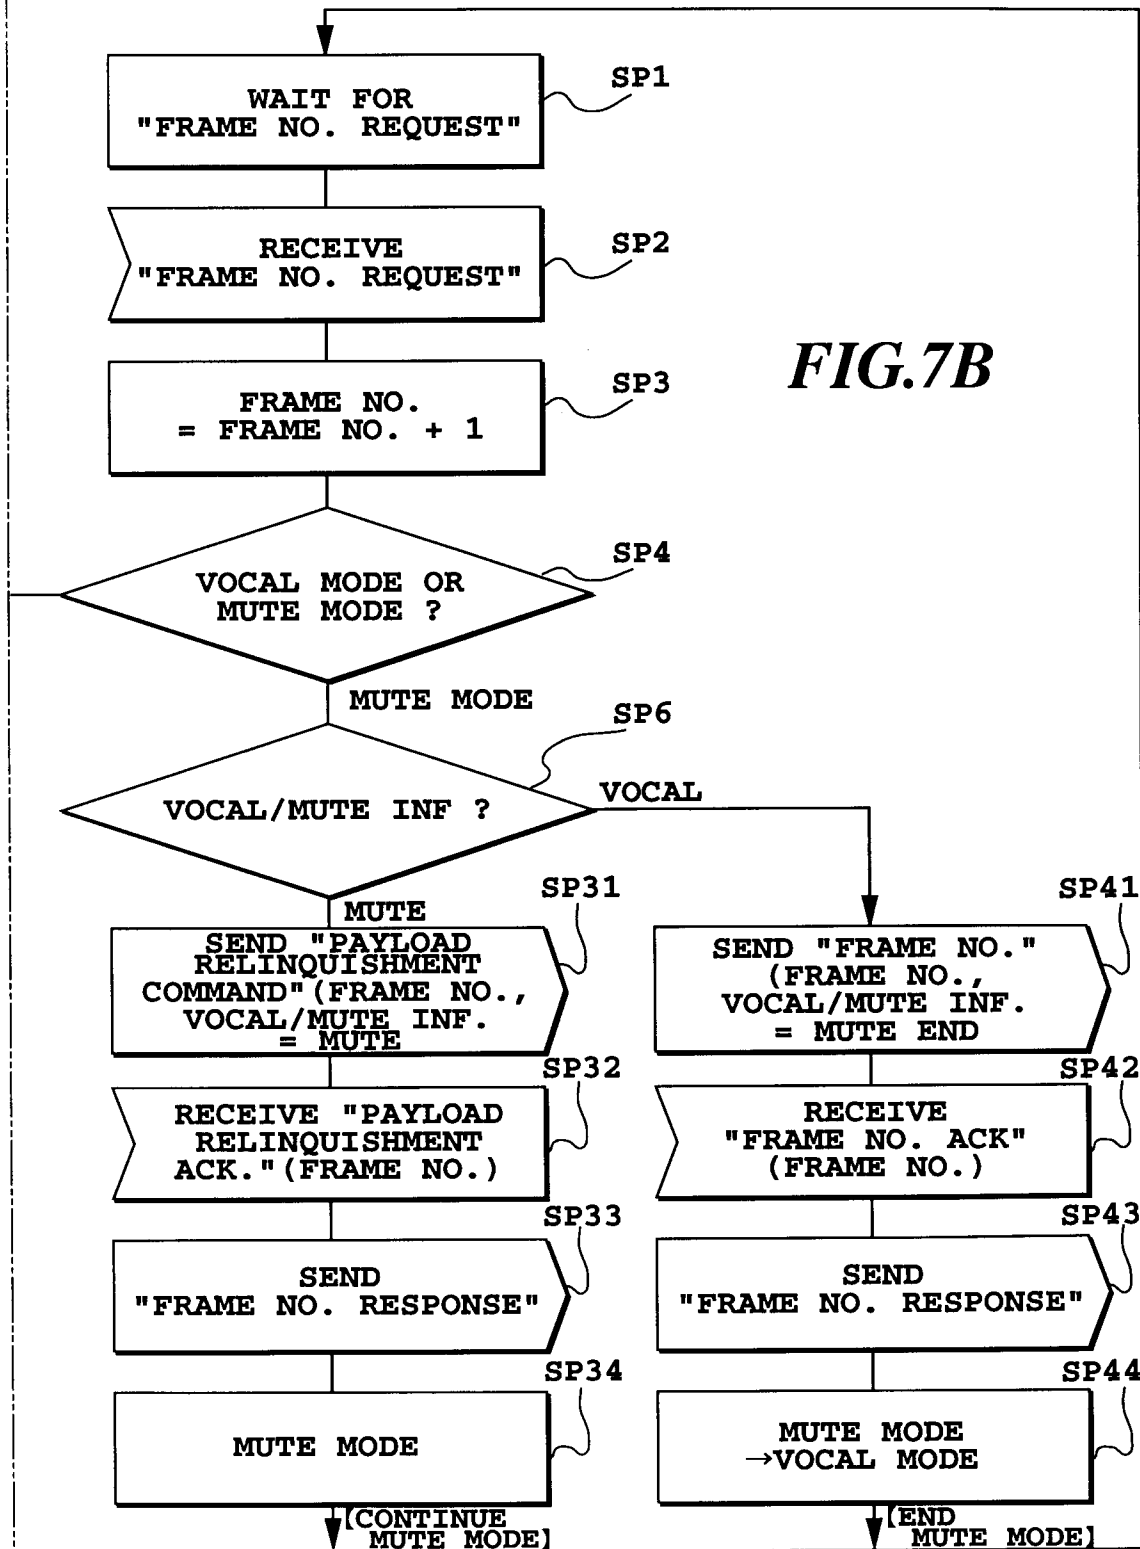 SP1
WAIT FOR
"FRAME NO. REQUEST"
SP2
RECEIVE
"FRAME NO. REQUEST"
FIG.7B
SP3
FRAME NO.
= FRAME NO. + 1
SP4
VOCAL MODE OR
MUTE MODE ?
MUTE MODE
SP6
VOCAL/MUTE INF ?
VOCAL
MUTE
SP31
SEND "PAYLOAD
RELINQUISHMENT
COMMAND"(FRAME NO.,
VOCAL/MUTE INF.
= MUTE
SP41
SEND "FRAME NO."
(FRAME NO.,
VOCAL/MUTE INF.
= MUTE END
SP32
RECEIVE "PAYLOAD
RELINQUISHMENT
ACK."(FRAME NO.)
SP42
RECEIVE
"FRAME NO. ACK"
(FRAME NO.)
SP33
SEND
"FRAME NO. RESPONSE"
SP43
SEND
"FRAME NO. RESPONSE"
SP34
MUTE MODE
SP44
MUTE MODE
→VOCAL MODE
[CONTINUE
MUTE MODE]
[END
MUTE MODE]